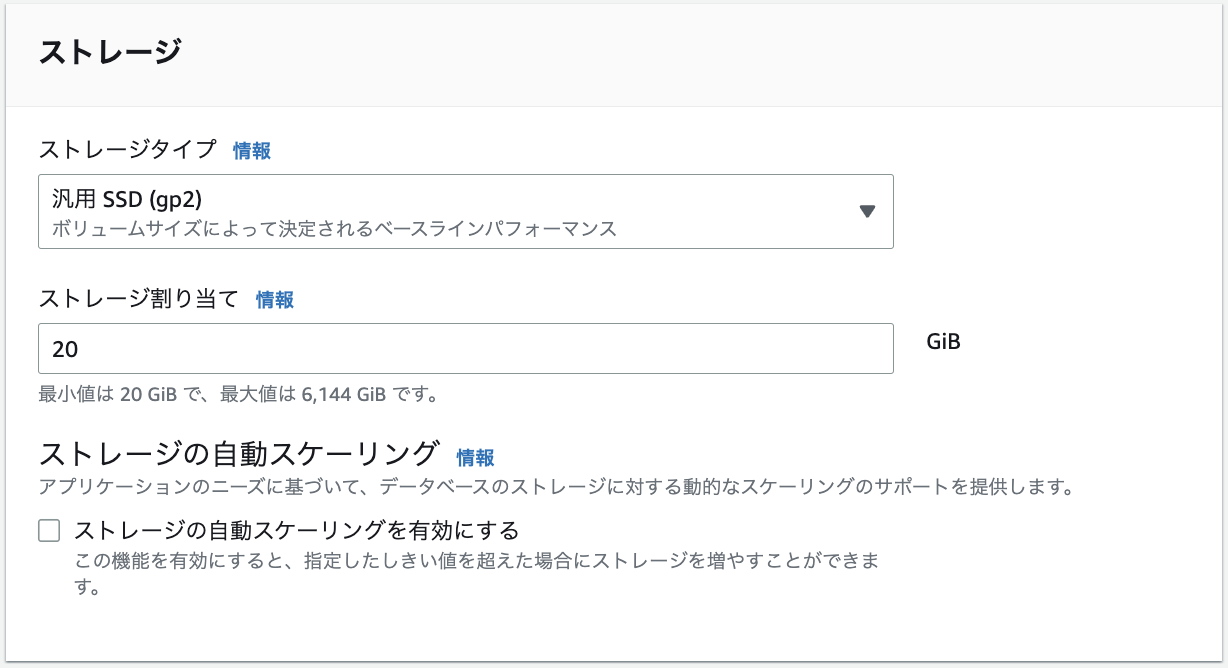 ストレージ
ストレージタイプ 情報
汎用 SSD (gp2)
ボリュームサイズによって決定されるベースラインパフォーマンス
ストレージ割り当て 情報
20 GiB
最小値は 20 GiB で、最大値は 6,144 GiB です。
ストレージの自動スケーリング 情報
アプリケーションのニーズに基づいて、データベースのストレージに対する動的なスケーリングのサポートを提供します。
ストレージの自動スケーリングを有効にする
この機能を有効にすると、指定したしきい値を超えた場合にストレージを増やすことができま
す。